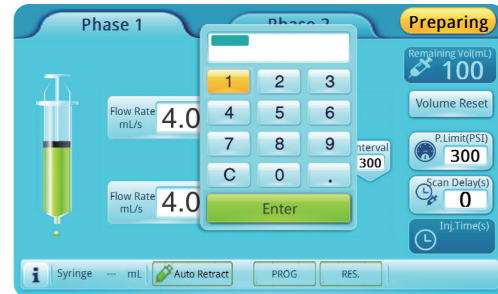 Phase 1
Phase 2
Preparing
Remaining Vol(mL)
100
1 2 3
Volume Reset
Flow Rate
mL/s
4.0
4 5 6
7 8 9
P.Limit(PSI)
300
300
C 0 .
Scan Delay(s)
0
Flow Rate
mL/s
4.0
Enter
Inj.Time(s)
i Syringe — mL Auto Retract PROG RES.